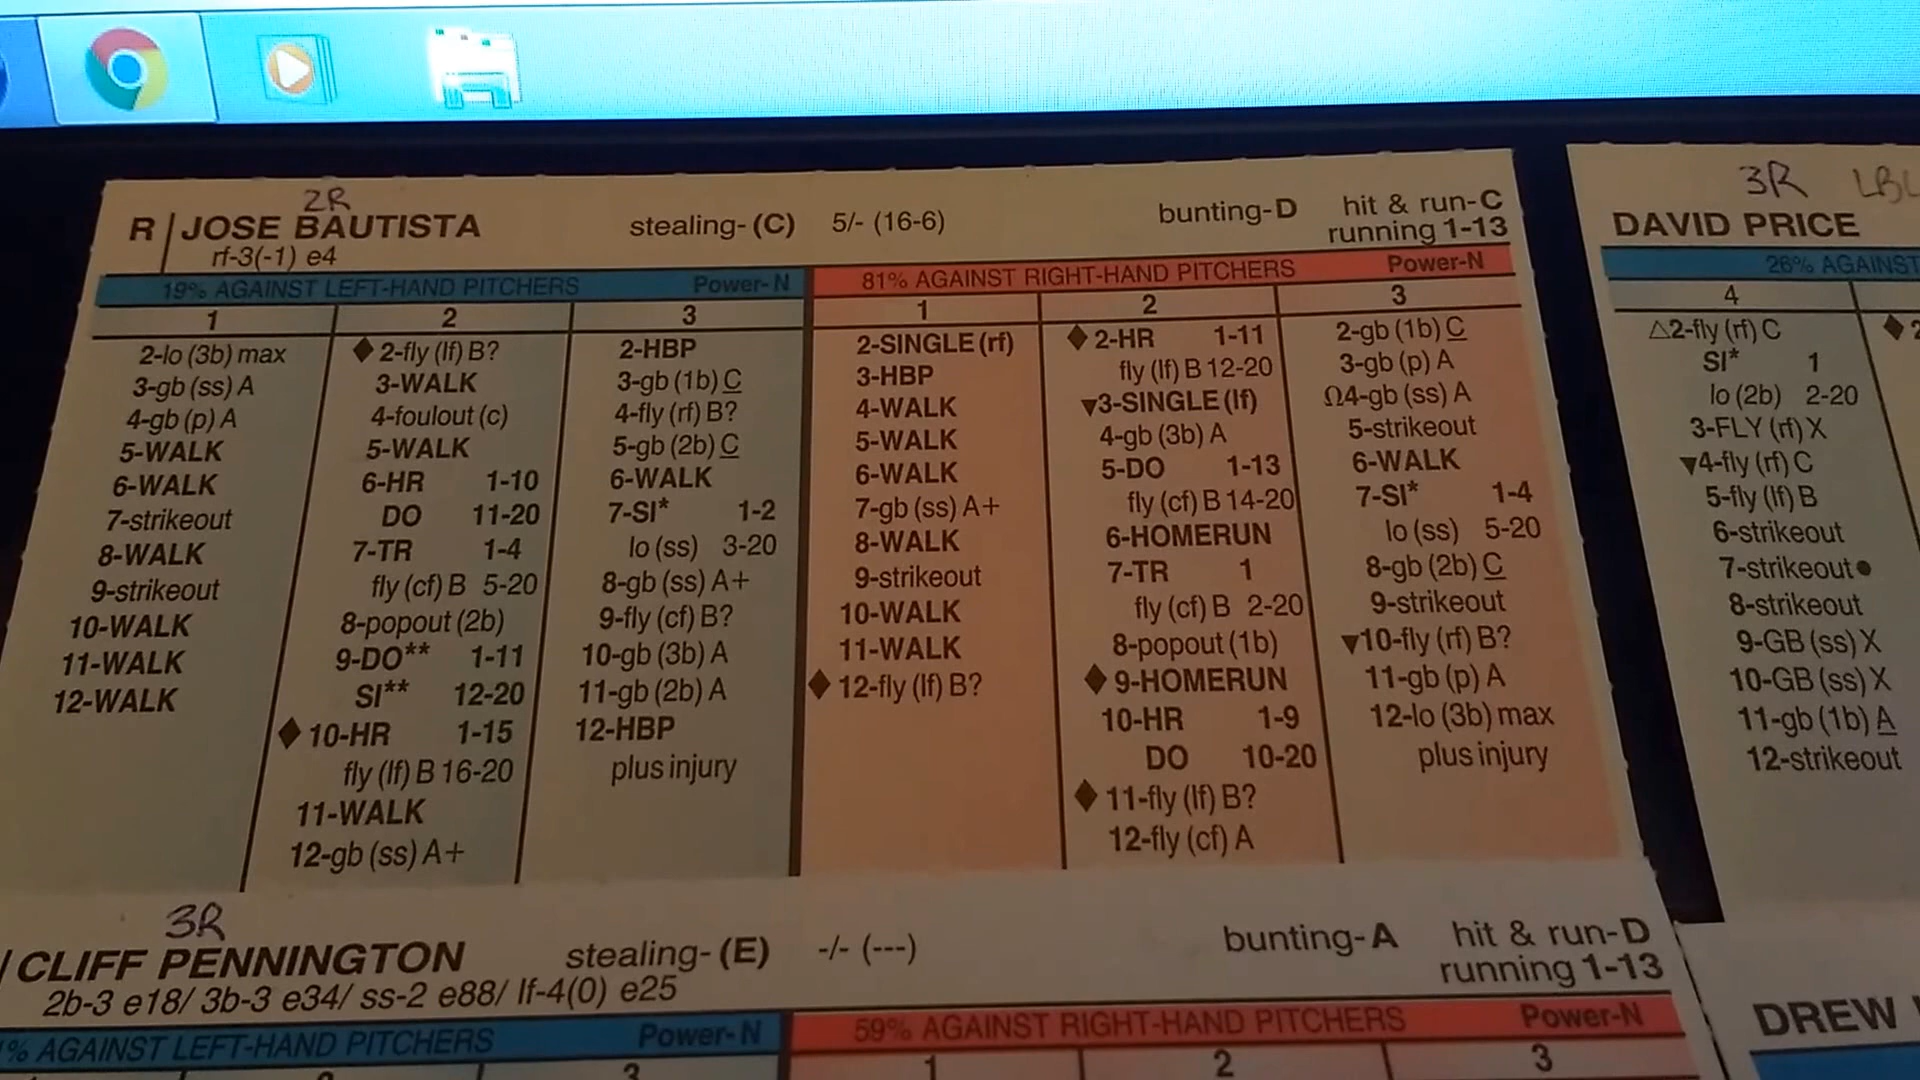 2R
R JOSE BAUTISTA stealing- (C) 5/- (16-6) bunting-D hit & run-C
rf-3(-1) e4 running 1-13
19% AGAINST LEFT-HAND PITCHERS Power-N
1 2 3
2-lo (3b) max
3-gb (ss) A
4-gb (p) A
5-WALK
6-WALK
7-strikeout
8-WALK
9-strikeout
10-WALK
11-WALK
12-WALK
◆2-fly (lf) B?
3-WALK
4-foulout (c)
5-WALK
6-HR 1-10
DO 11-20
7-TR 1-4
fly (cf) B 5-20
8-popout (2b)
9-DO** 1-11
SI** 12-20
◆10-HR 1-15
fly (lf) B 16-20
11-WALK
12-gb (ss) A+
2-HBP
3-gb (1b) C
4-fly (rf) B?
5-gb (2b) C
6-WALK
7-SI* 1-2
lo (ss) 3-20
8-gb (ss) A+
9-fly (cf) B?
10-gb (3b) A
11-gb (2b) A
12-HBP
plus injury
81% AGAINST RIGHT-HAND PITCHERS Power-N
1 2 3
2-SINGLE (rf)
3-HBP
4-WALK
5-WALK
6-WALK
7-gb (ss) A+
8-WALK
9-strikeout
10-WALK
11-WALK
◆12-fly (lf) B?
◆2-HR 1-11
fly (lf) B 12-20
▼3-SINGLE (lf)
4-gb (3b) A
5-DO 1-13
fly (cf) B 14-20
6-HOMERUN
7-TR 1
fly (cf) B 2-20
8-popout (1b)
◆9-HOMERUN
10-HR 1-9
DO 10-20
◆11-fly (lf) B?
12-fly (cf) A
2-gb (1b) C
3-gb (p) A
Ω4-gb (ss) A
5-strikeout
6-WALK
7-SI* 1-4
lo (ss) 5-20
8-gb (2b) C
9-strikeout
▼10-fly (rf) B?
11-gb (p) A
12-lo (3b) max
plus injury
3R
DAVID PRICE
26% AGAINST
4
△2-fly (rf) C
SI* 1
lo (2b) 2-20
3-FLY (rf) X
▼4-fly (rf) C
5-fly (lf) B
6-strikeout
7-strikeout●
8-strikeout
9-GB (ss) X
10-GB (ss) X
11-gb (1b) A
12-strikeout
◆2
3R
CLIFF PENNINGTON stealing- (E) -/- (---) bunting-A hit & run-D
2b-3 e18/ 3b-3 e34/ ss-2 e88/ lf-4(0) e25 running 1-13
% AGAINST LEFT-HAND PITCHERS Power-N
3
59% AGAINST RIGHT-HAND PITCHERS Power-N
1 2 3
DREW